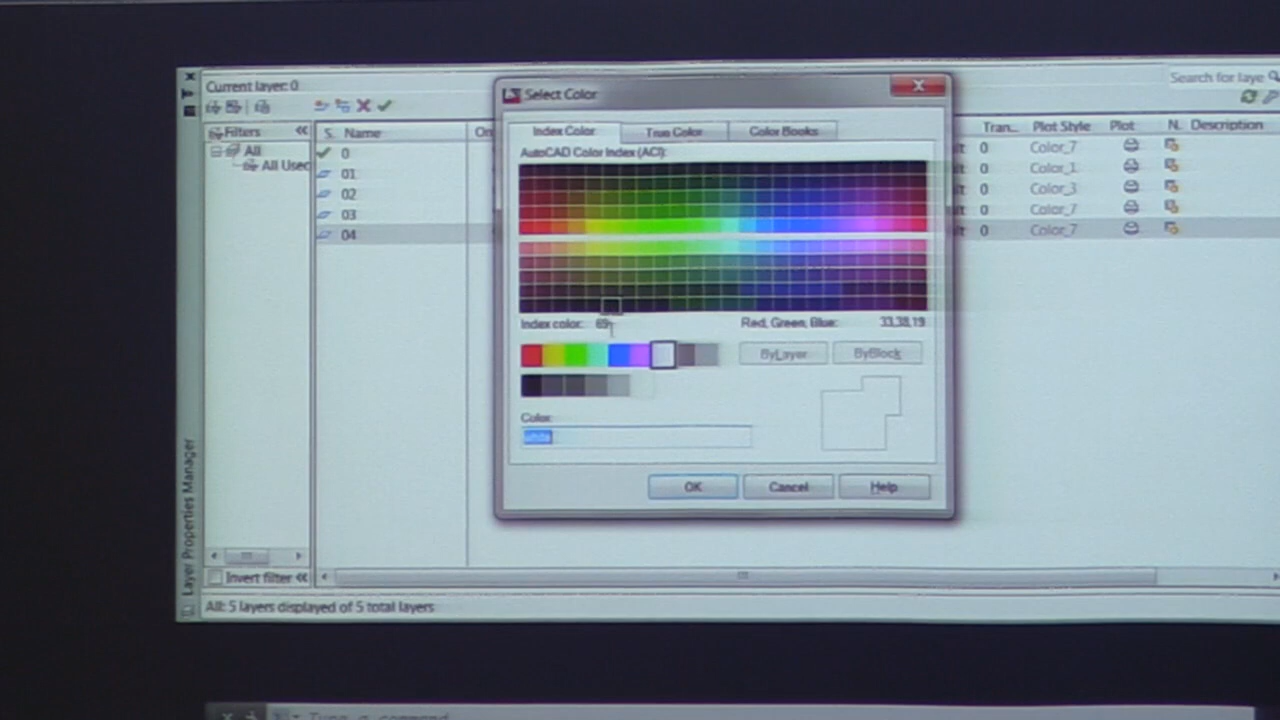 Current layer: 0
Search for laye
Select Color
Filters
S.. Name
On
Index Color
True Color
Color Books
Tran... Plot Style Plot N.. Description
All
All Used
AutoCAD Color Index (ACI):
0
0 Color_7
01
0 Color_1
02
0 Color_3
03
0 Color_7
04
0 Color_7
Index color: 69
Red, Green, Blue: 33,38,19
ByLayer
ByBlock
Color:
white
OK
Cancel
Help
Layer Properties Manager
Invert filter
All: 5 layers displayed of 5 total layers
Type a command